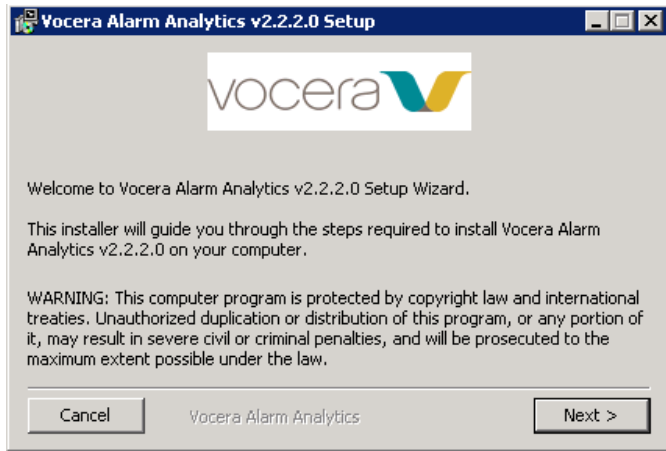 Vocera Alarm Analytics v2.2.2.0 Setup
vocera
Welcome to Vocera Alarm Analytics v2.2.2.0 Setup Wizard.
This installer will guide you through the steps required to install Vocera Alarm
Analytics v2.2.2.0 on your computer.
WARNING: This computer program is protected by copyright law and international
treaties. Unauthorized duplication or distribution of this program, or any portion of
it, may result in severe civil or criminal penalties, and will be prosecuted to the
maximum extent possible under the law.
Cancel
Vocera Alarm Analytics
Next >